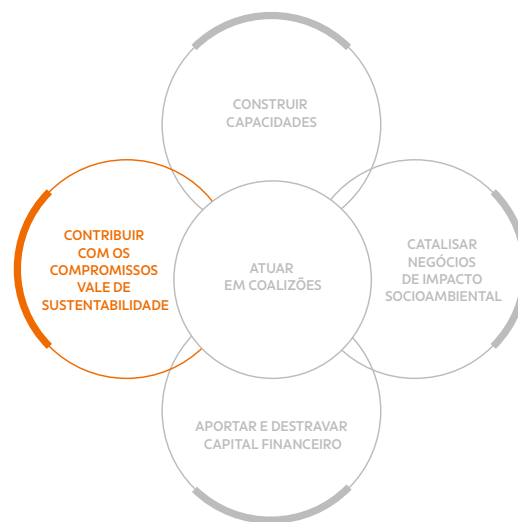 CONSTRUIR
CAPACIDADES
CONTRIBUIR
COM OS
COMPROMISSOS
VALE DE
SUSTENTABILIDADE
ATUAR
EM COALIZÕES
CATALISAR
NEGÓCIOS
DE IMPACTO
SOCIOAMBIENTAL
APORTAR E DESTRAVAR
CAPITAL FINANCEIRO